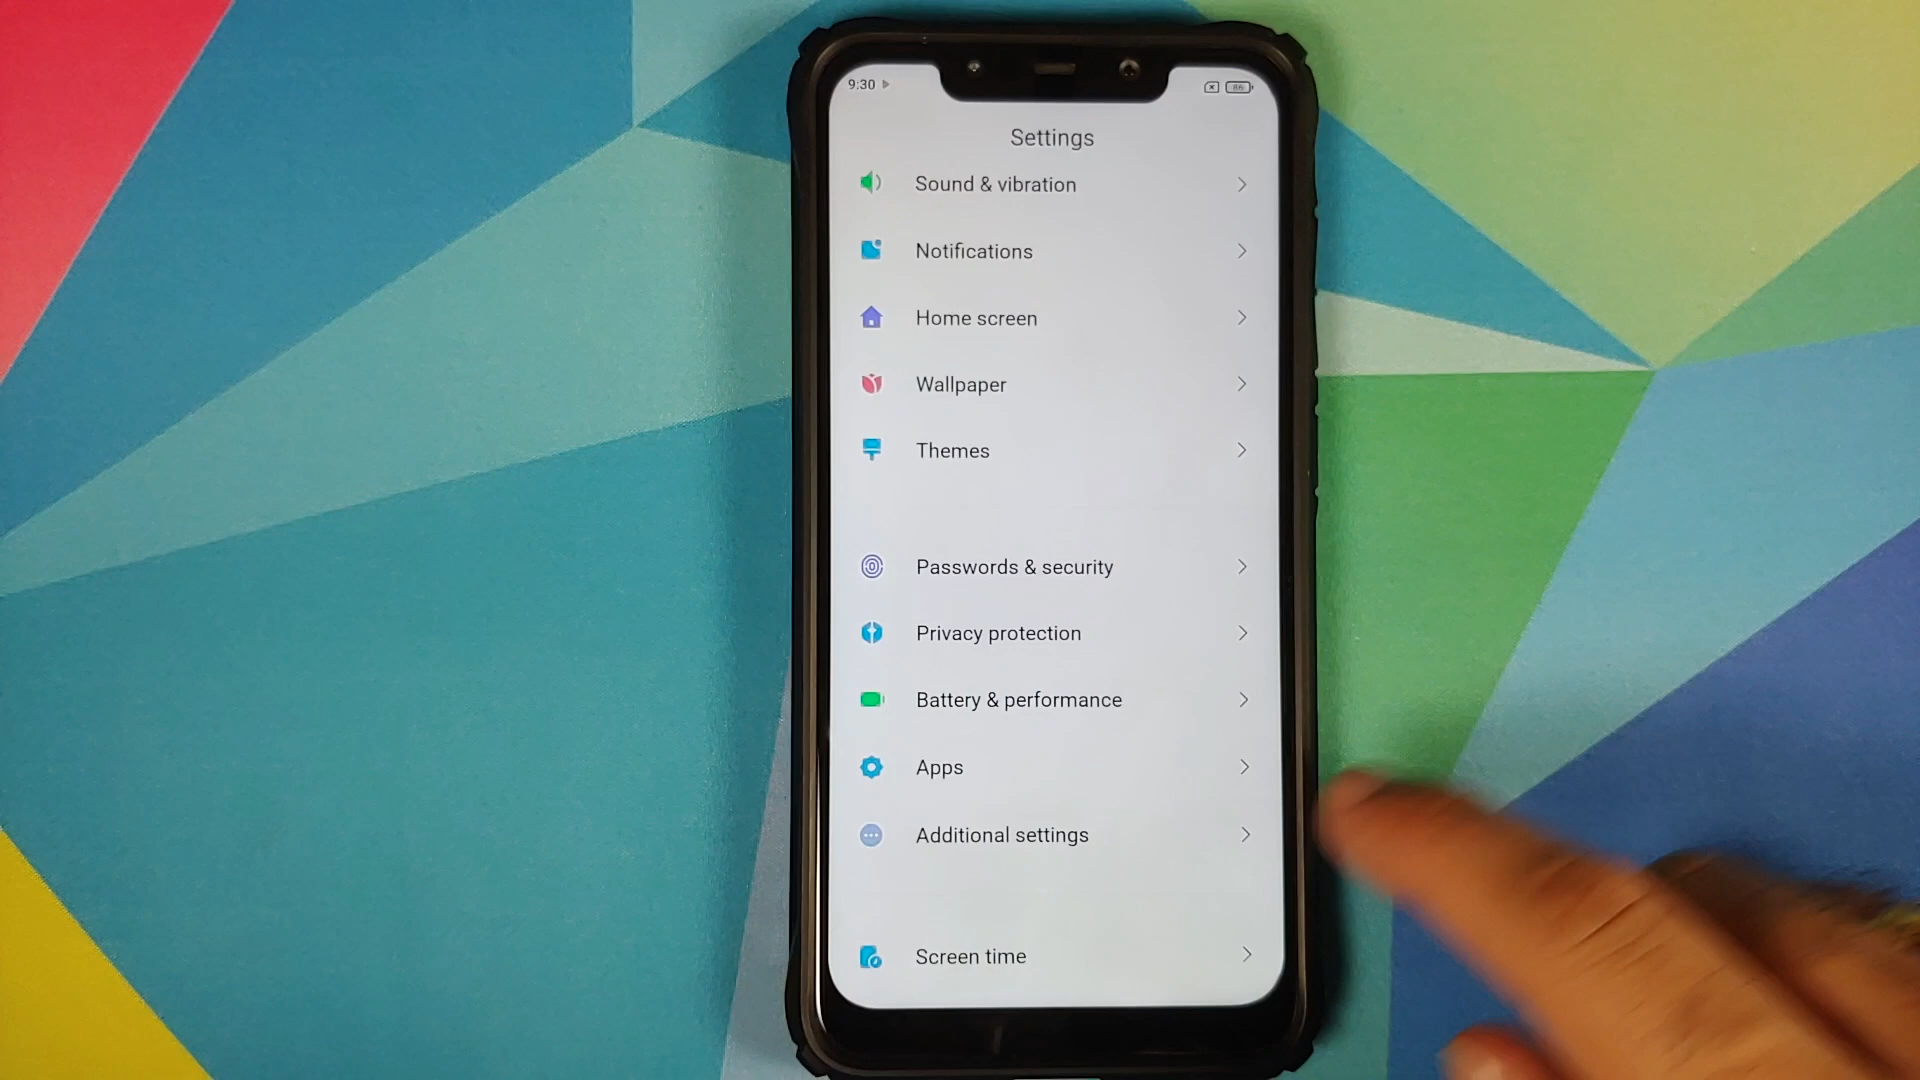 9:30
86
Settings
Sound & vibration
Notifications
Home screen
Wallpaper
Themes
Passwords & security
Privacy protection
Battery & performance
Apps
Additional settings
Screen time